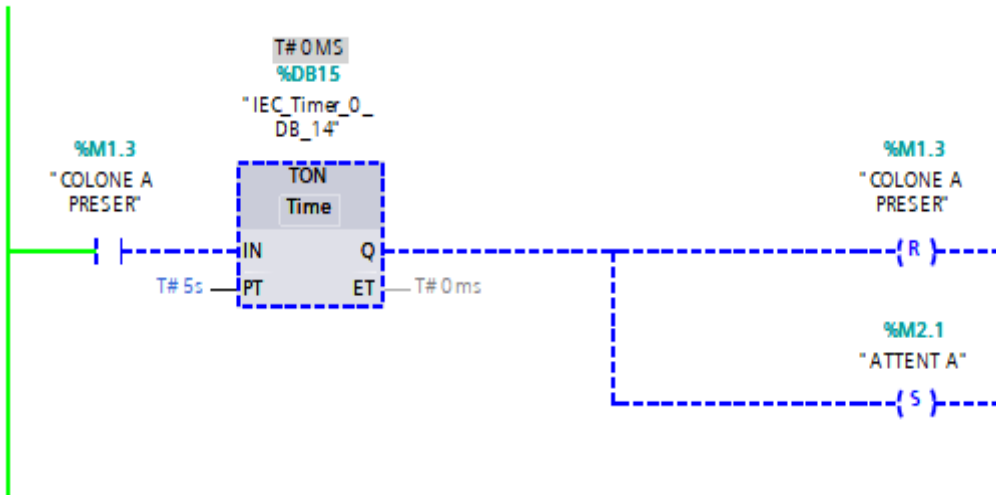 T#0MS
%DB15
"IEC_Timer_0_
DB_14"
%M1.3
"COLONE A
PRESER"
TON
Time
IN
Q
T#5s
PT
ET
T#0ms
%M1.3
"COLONE A
PRESER"
R
%M2.1
"ATTENT A"
S